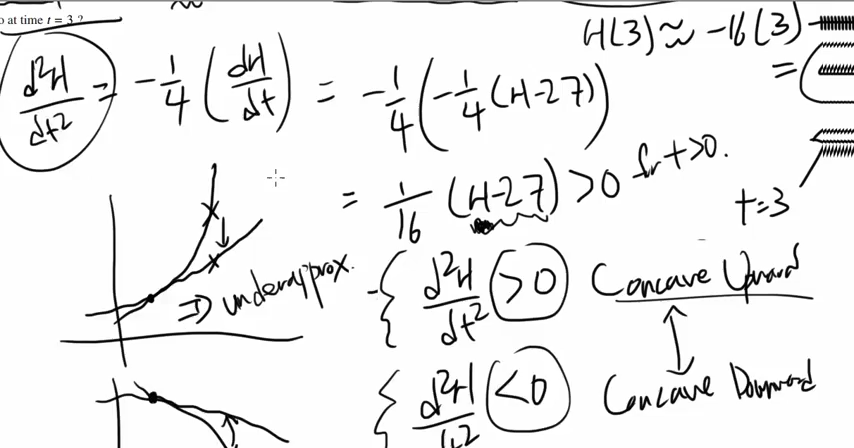 o at time t = 3 ?
H(3) ≈ -16(3)
=
d²H/dt² = -1/4 (dH/dt) = -1/4 (-1/4 (H-27))
= 1/16 (H-27) > 0 for t>0.
t=3
⇒ underapprox.
{ d²H/dt² > 0 Concave Upward
{ d²H/dt² < 0 Concave Downward